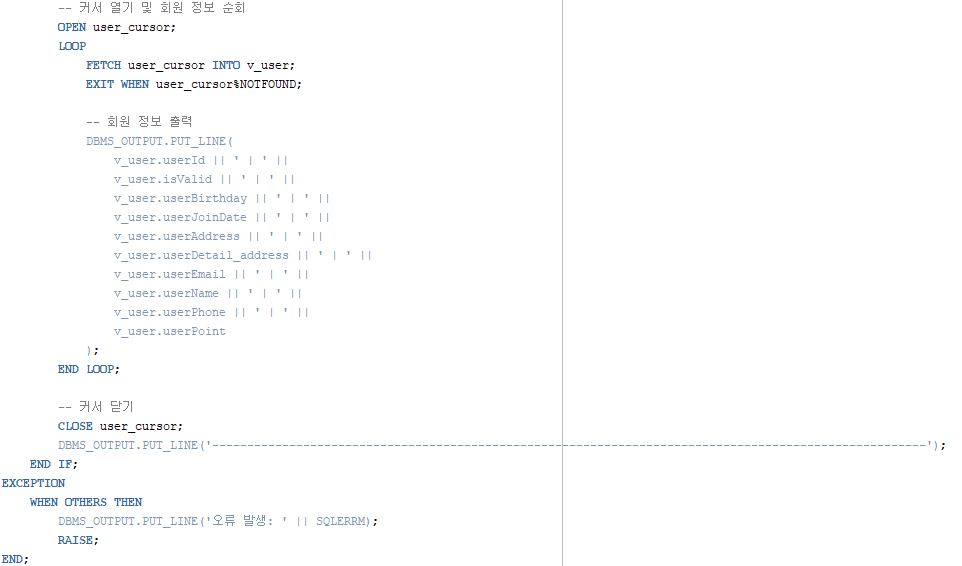 -- 커서 열기 및 회원 정보 순회
OPEN user_cursor;
LOOP
FETCH user_cursor INTO v_user;
EXIT WHEN user_cursor%NOTFOUND;
-- 회원 정보 출력
DBMS_OUTPUT.PUT_LINE(
v_user.userId || ' | ' ||
v_user.isValid || ' | ' ||
v_user.userBirthday || ' | ' ||
v_user.userJoinDate || ' | ' ||
v_user.userAddress || ' | ' ||
v_user.userDetail_address || ' | ' ||
v_user.userEmail || ' | ' ||
v_user.userName || ' | ' ||
v_user.userPhone || ' | ' ||
v_user.userPoint
);
END LOOP;
-- 커서 닫기
CLOSE user_cursor;
DBMS_OUTPUT.PUT_LINE('------------------------------------------------------------------------------------------------------');
END IF;
EXCEPTION
WHEN OTHERS THEN
DBMS_OUTPUT.PUT_LINE('오류 발생: ' || SQLERRM);
RAISE;
END;